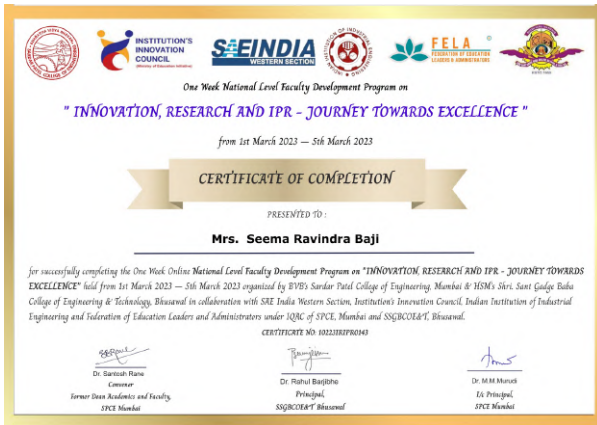 INSTITUTION'S
INNOVATION
COUNCIL
(Ministry of Education Initiative)
SAEINDIA
WESTERN SECTION
FELA
FEDERATION OF EDUCATION
LEADERS & ADMINISTRATORS
One Week National Level Faculty Development Program on
" INNOVATION, RESEARCH AND IPR – JOURNEY TOWARDS EXCELLENCE "
from 1st March 2023 — 5th March 2023
CERTIFICATE OF COMPLETION
PRESENTED TO :
Mrs. Seema Ravindra Baji
for successfully completing the One Week Online National Level Faculty Development Program on "INNOVATION, RESEARCH AND IPR – JOURNEY TOWARDS
EXCELLENCE" held from 1st March 2023 — 5th March 2023 organized by BVB's Sardar Patel College of Engineering, Mumbai & HSM's Shri. Sant Gadge Baba
College of Engineering & Technology, Bhusawal in collaboration with SAE India Western Section, Institution's Innovation Council, Indian Institution of Industrial
Engineering and Federation of Education Leaders and Administrators under IQAC of SPCE, Mumbai and SSGBCOE&T, Bhusawal.
CERTIFICATE NO: 10223IRIPR0143
Dr. Santosh Rane
Convenor
Former Dean Academics and Faculty,
SPCE Mumbai
Dr. Rahul Barjibhe
Principal,
SSGBCOE&T Bhusawal
Dr. M.M.Murudi
I/c Principal,
SPCE Mumbai